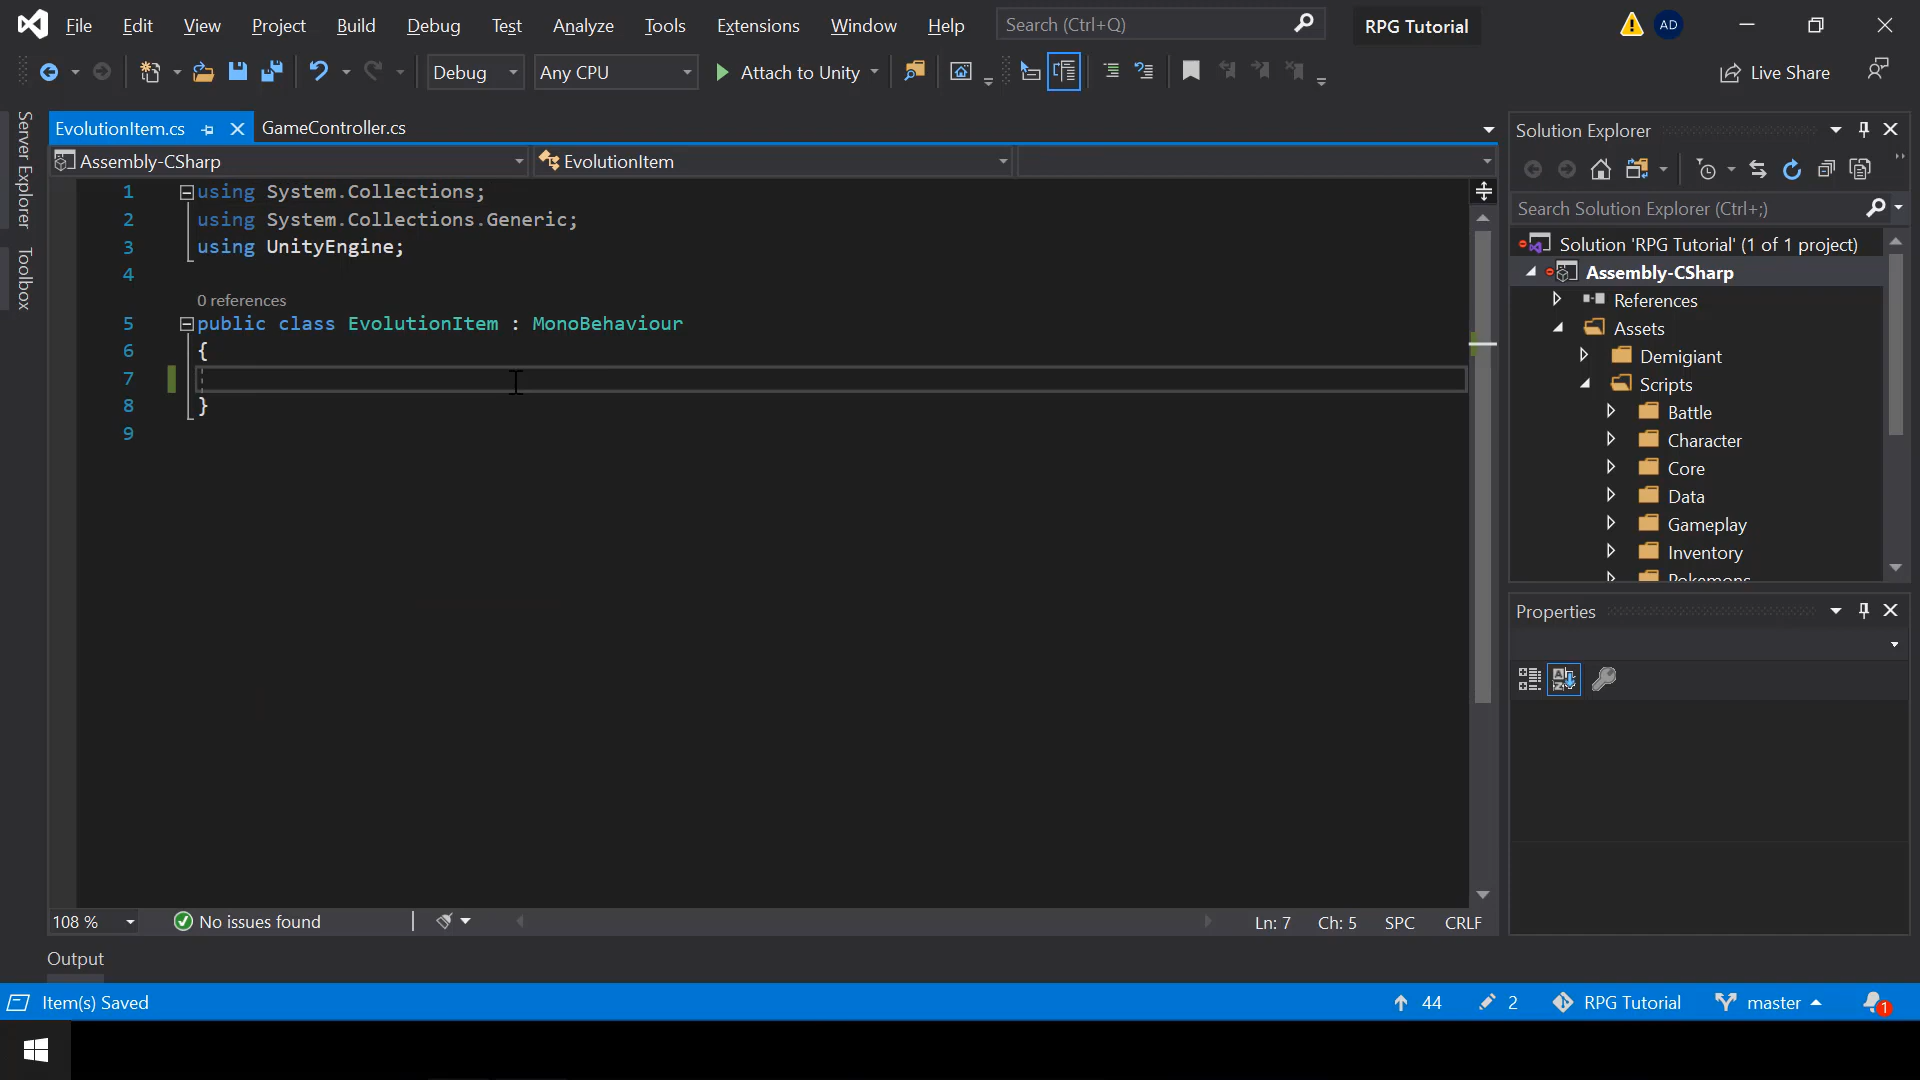 File Edit View Project Build Debug Test Analyze Tools Extensions Window Help Search (Ctrl+Q) RPG Tutorial AD
Debug Any CPU Attach to Unity Live Share
Server Explorer
Toolbox
EvolutionItem.cs GameController.cs
Assembly-CSharp EvolutionItem
1 using System.Collections;
2 using System.Collections.Generic;
3 using UnityEngine;
4
0 references
5 public class EvolutionItem : MonoBehaviour
6 {
7
8 }
9
108 % No issues found Ln: 7 Ch: 5 SPC CRLF
Output
Solution Explorer
Search Solution Explorer (Ctrl+;)
Solution 'RPG Tutorial' (1 of 1 project)
Assembly-CSharp
References
Assets
Demigiant
Scripts
Battle
Character
Core
Data
Gameplay
Inventory
Pokemons
Properties
Item(s) Saved 44 2 RPG Tutorial master 1